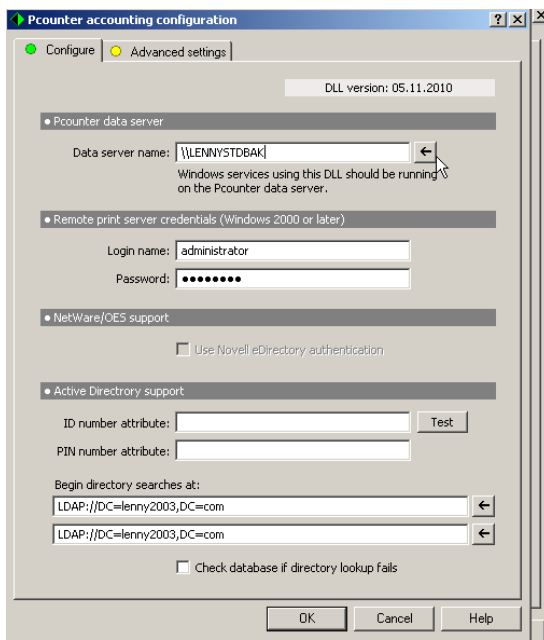 Pcounter accounting configuration
Configure
Advanced settings
DLL version: 05.11.2010
Pcounter data server
Data server name: \\LENNYSTDBAK
Windows services using this DLL should be running
on the Pcounter data server.
Remote print server credentials (Windows 2000 or later)
Login name: administrator
Password: ●●●●●●●●
NetWare/OES support
Use Novell eDirectory authentication
Active Directrory support
ID number attribute: Test
PIN number attribute:
Begin directory searches at:
LDAP://DC=lenny2003,DC=com
LDAP://DC=lenny2003,DC=com
Check database if directory lookup fails
OK Cancel Help